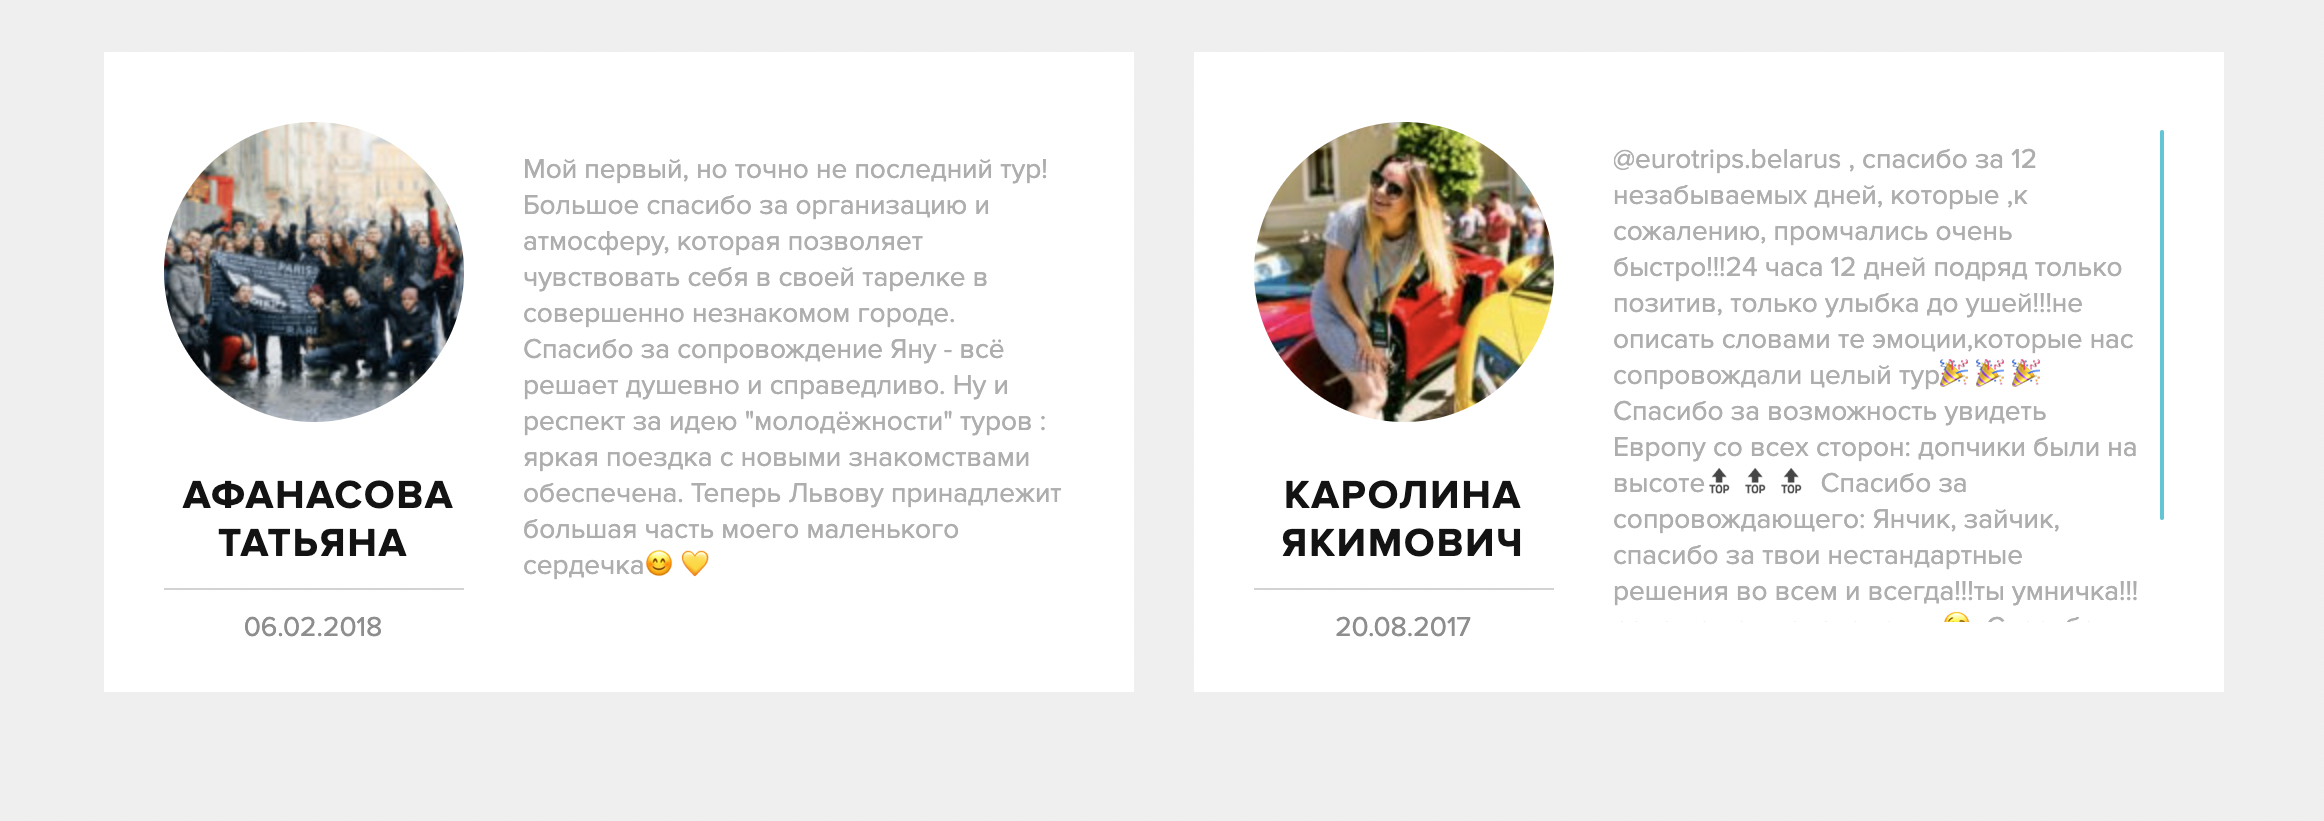 Мой первый, но точно не последний тур!
Большое спасибо за организацию и
атмосферу, которая позволяет
чувствовать себя в своей тарелке в
совершенно незнакомом городе.
Спасибо за сопровождение Яну - всё
решает душевно и справедливо. Ну и
респект за идею "молодёжности" туров :
яркая поездка с новыми знакомствами
обеспечена. Теперь Львову принадлежит
большая часть моего маленького
сердечка😊 💛
PARIS
АФАНАСОВА
ТАТЬЯНА
06.02.2018
@eurotrips.belarus , спасибо за 12
незабываемых дней, которые ,к
сожалению, промчались очень
быстро!!!24 часа 12 дней подряд только
позитив, только улыбка до ушей!!!не
описать словами те эмоции,которые нас
сопровождали целый тур🎉 🎉 🎉
Спасибо за возможность увидеть
Европу со всех сторон: допчики были на
высоте🔝 🔝 🔝 Спасибо за
сопровождающего: Янчик, зайчик,
спасибо за твои нестандартные
решения во всем и всегда!!!ты умничка!!!
КАРОЛИНА
ЯКИМОВИЧ
20.08.2017